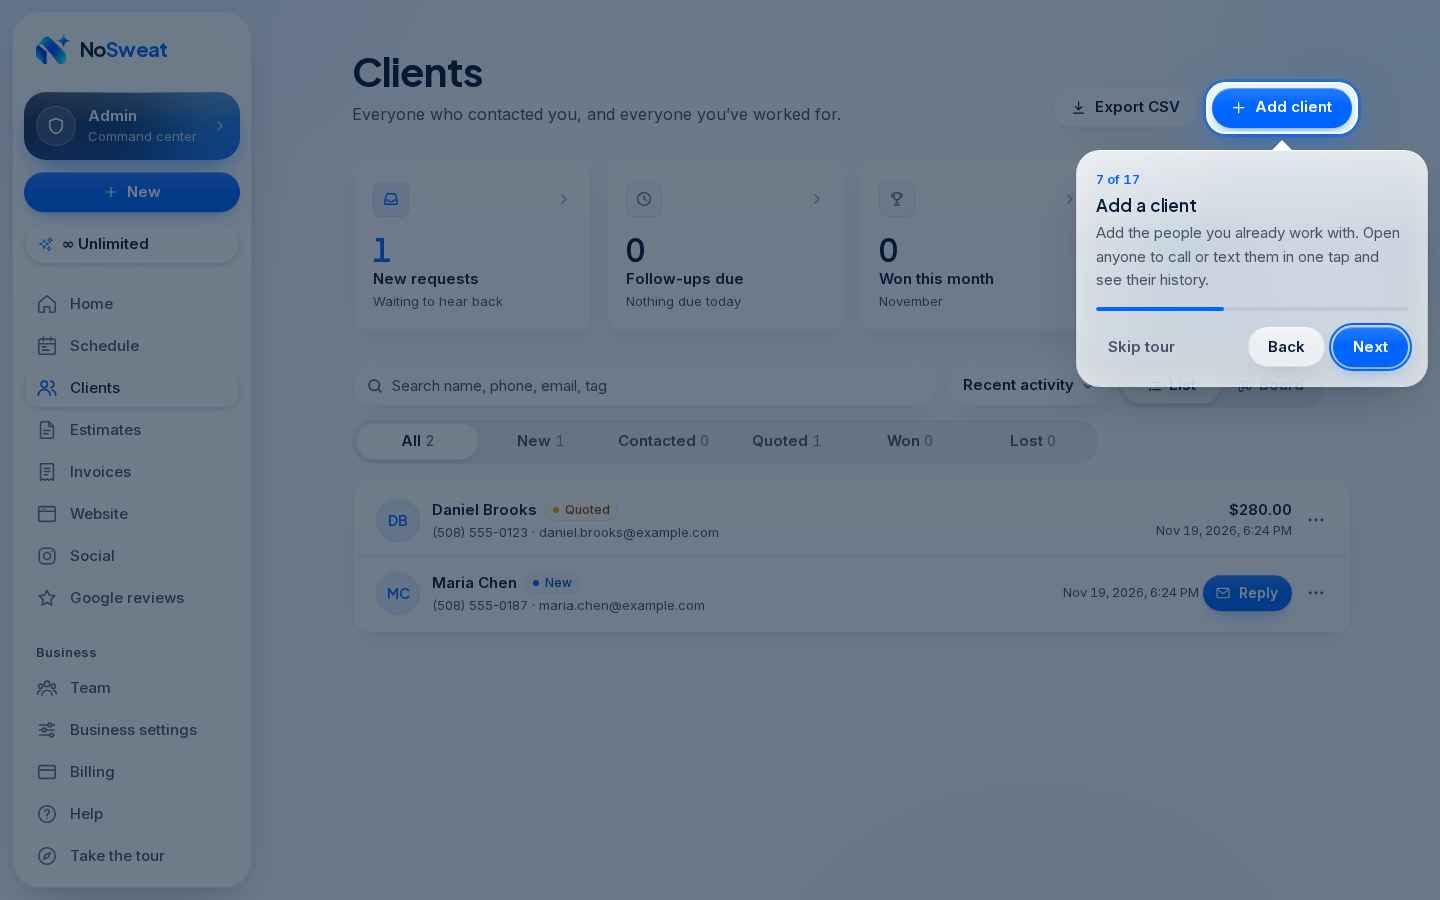 NoSweat
Admin
Command center
New
∞ Unlimited
Home
Schedule
Clients
Estimates
Invoices
Website
Social
Google reviews
Business
Team
Business settings
Billing
Help
Take the tour
Clients
Everyone who contacted you, and everyone you’ve worked for.
Export CSV
Add client
1
New requests
Waiting to hear back
0
Follow-ups due
Nothing due today
0
Won this month
November
7 of 17
Add a client
Add the people you already work with. Open
anyone to call or text them in one tap and
see their history.
Skip tour
Back
Next
Search name, phone, email, tag
Recent activity
List
Board
All 2
New 1
Contacted 0
Quoted 1
Won 0
Lost 0
DB
Daniel Brooks
Quoted
(508) 555-0123 · daniel.brooks@example.com
$280.00
Nov 19, 2026, 6:24 PM
MC
Maria Chen
New
(508) 555-0187 · maria.chen@example.com
Nov 19, 2026, 6:24 PM
Reply